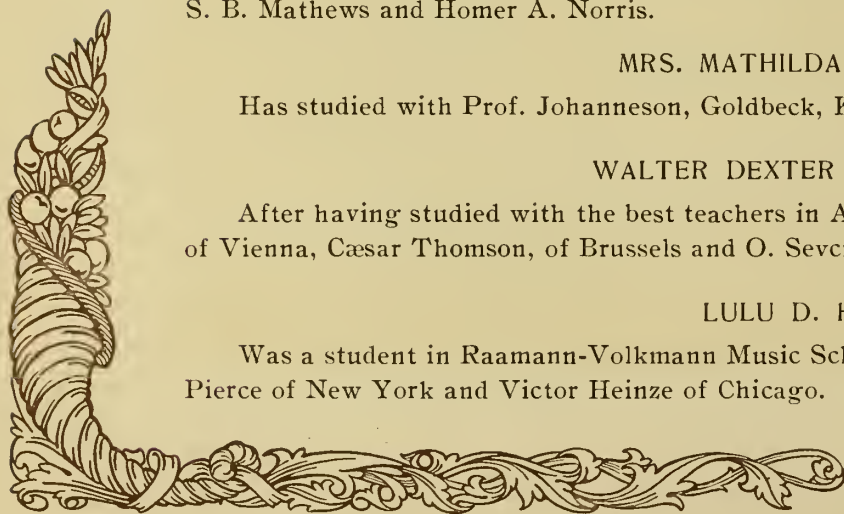 S. B. Mathews and Homer A. Norris.
MRS. MATHILDA
Has studied with Prof. Johanneson, Goldbeck,
WALTER DEXTER
After having studied with the best teachers in
of Vienna, Cæsar Thomson, of Brussels and O.
LULU D.
Was a student in Raamann-Volkmann Music
Pierce of New York and Victor Heinze of Chicago.